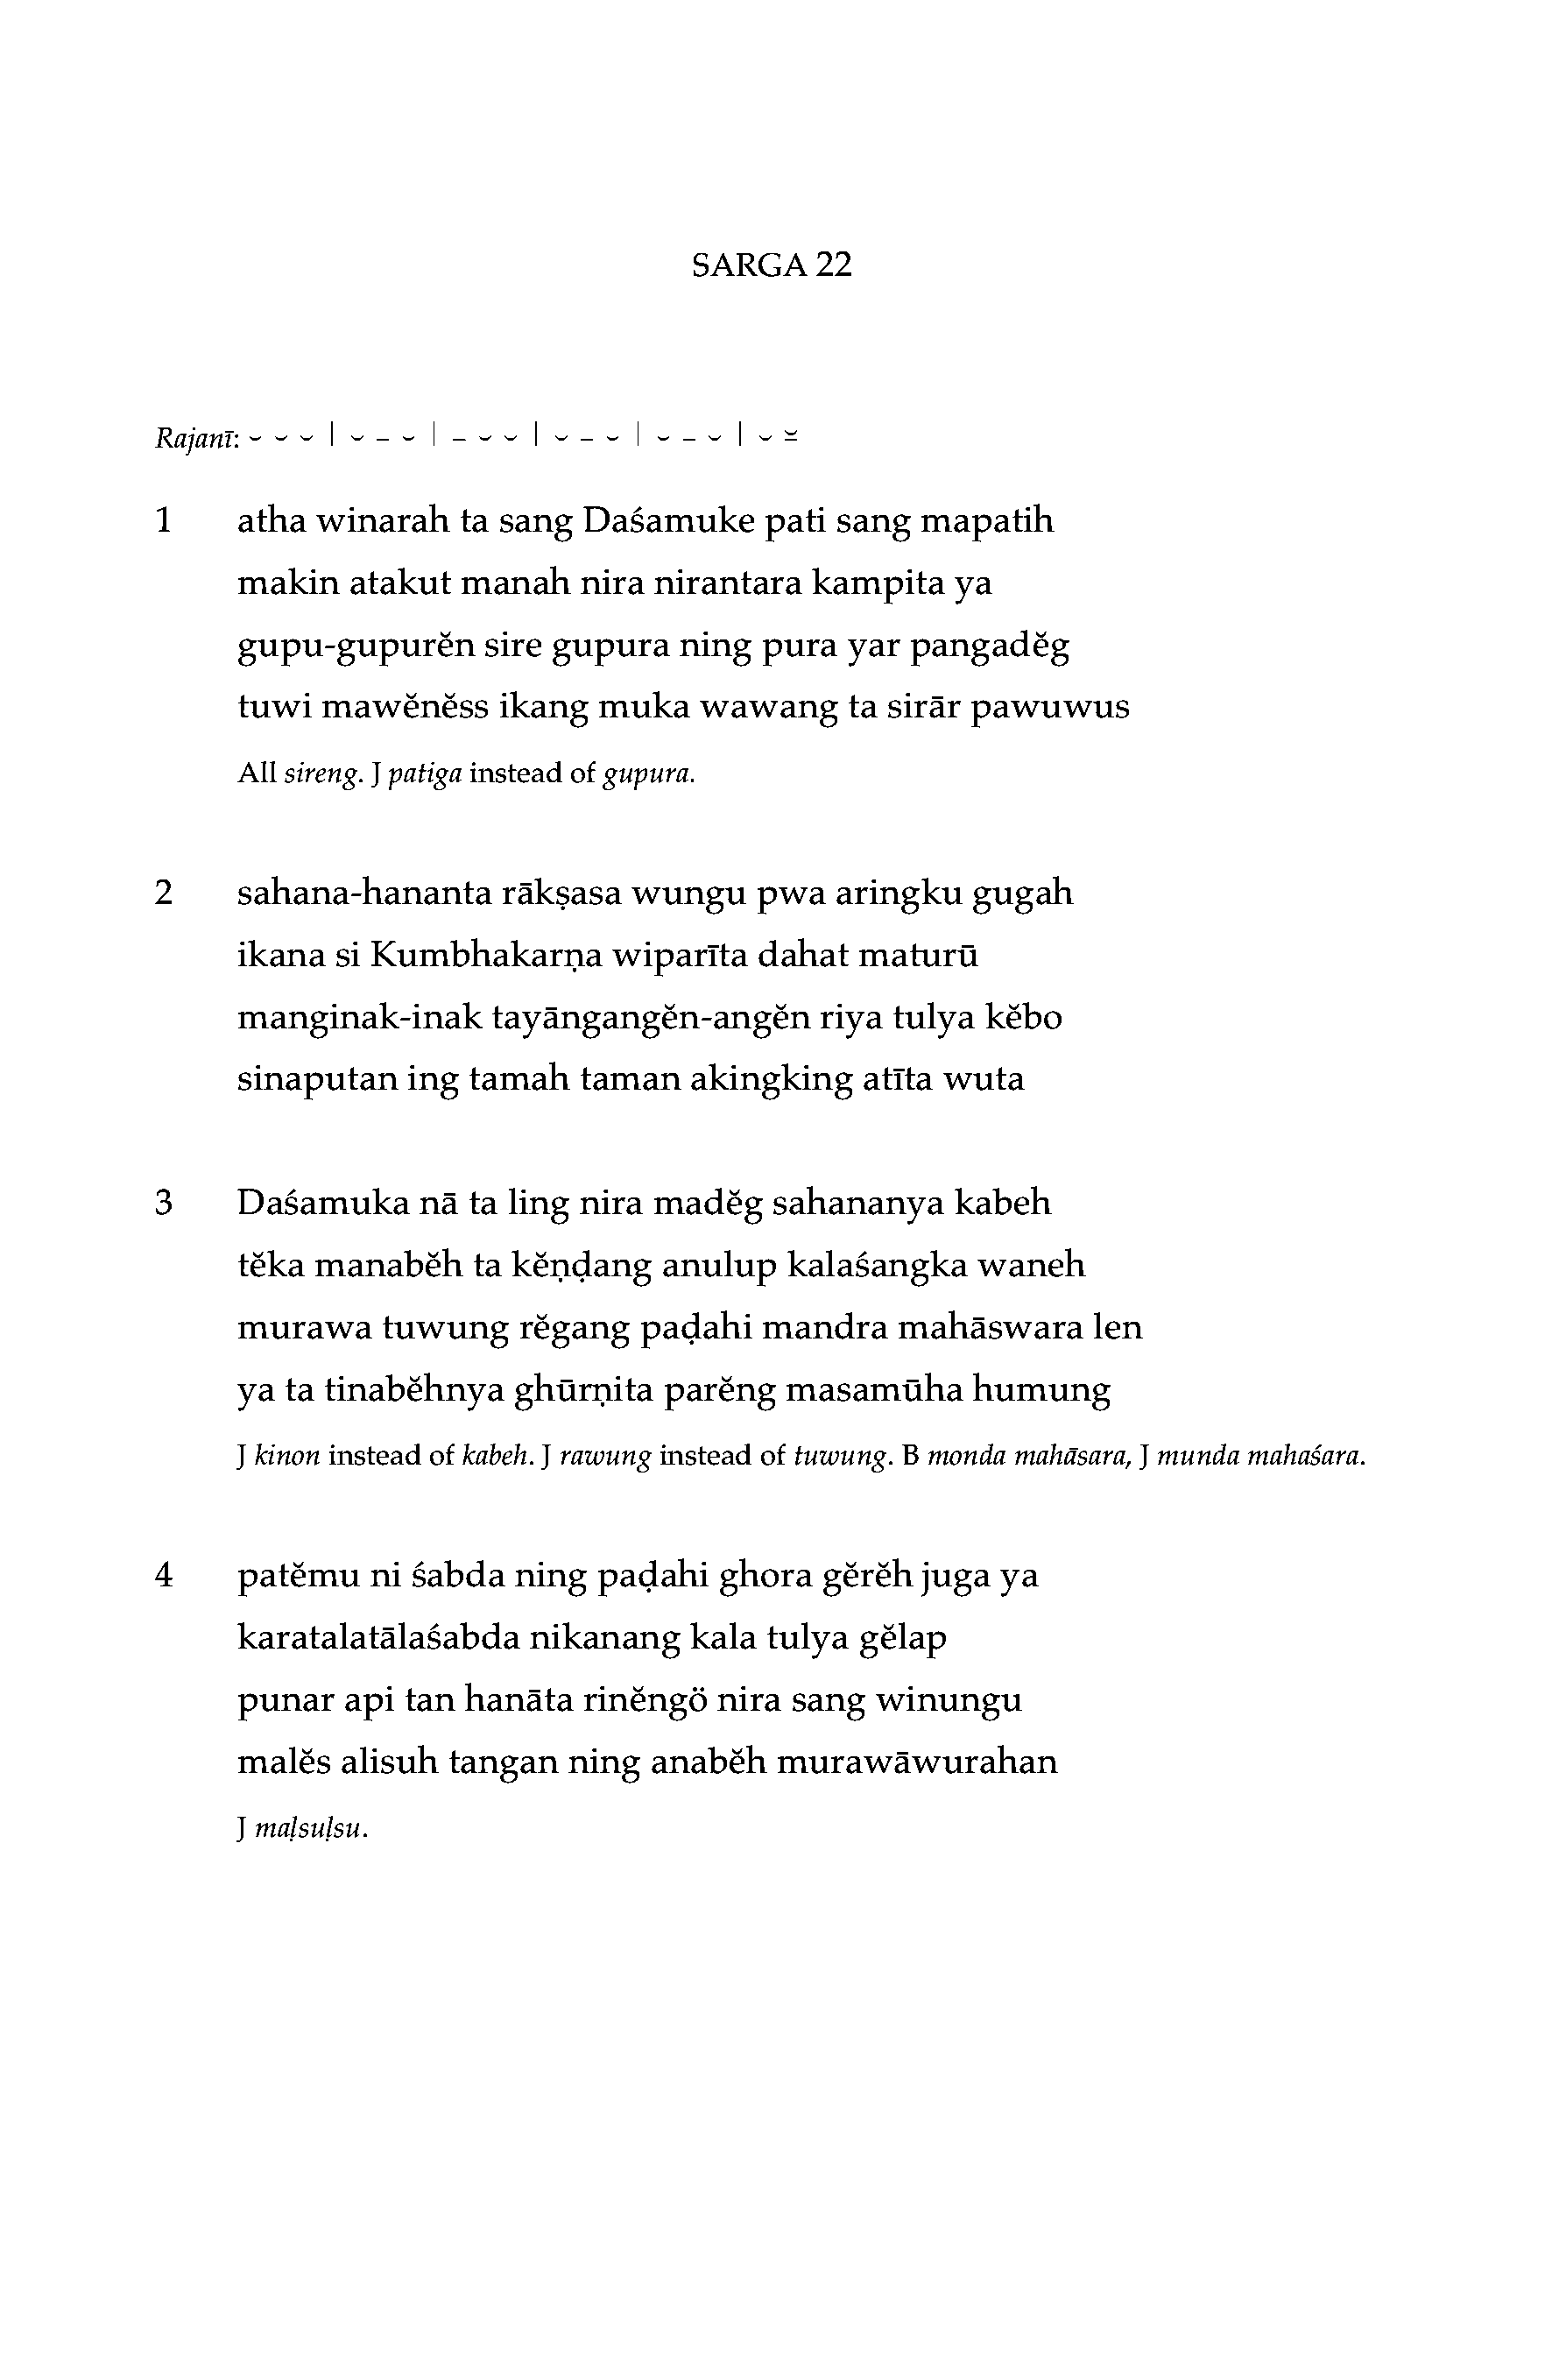 SARGA 22
Rajanī: ⏑ ⏑ ⏑ | ⏑ – ⏑ | – ⏑ ⏑ | ⏑ – ⏑ | ⏑ – ⏑ | ⏑ ⏓
1 atha winarah ta sang Daśamuke pati sang mapatih
makin atakut manah nira nirantara kampita ya
gupu-gupurĕn sire gupura ning pura yar pangadĕg
tuwi mawĕnĕss ikang muka wawang ta sirār pawuwus
All sireng. J patiga instead of gupura.
2 sahana-hananta rākṣasa wungu pwa aringku gugah
ikana si Kumbhakarṇa wiparīta dahat maturū
manginak-inak tayāngangĕn-angĕn riya tulya kĕbo
sinaputan ing tamah taman akingking atīta wuta
3 Daśamuka nā ta ling nira madĕg sahananya kabeh
tĕka manabĕh ta kĕṇḍang anulup kalaśangka waneh
murawa tuwung rĕgang paḍahi mandra mahāswara len
ya ta tinabĕhnya ghūrṇita parĕng masamūha humung
J kinon instead of kabeh. J rawung instead of tuwung. B monda mahāsara, J munda mahaśara.
4 patĕmu ni śabda ning paḍahi ghora gĕrĕh juga ya
karatalatālaśabda nikanang kala tulya gĕlap
punar api tan hanāta rinĕngö nira sang winungu
malĕs alisuh tangan ning anabĕh murawāwurahan
J maḷsuḷsu.